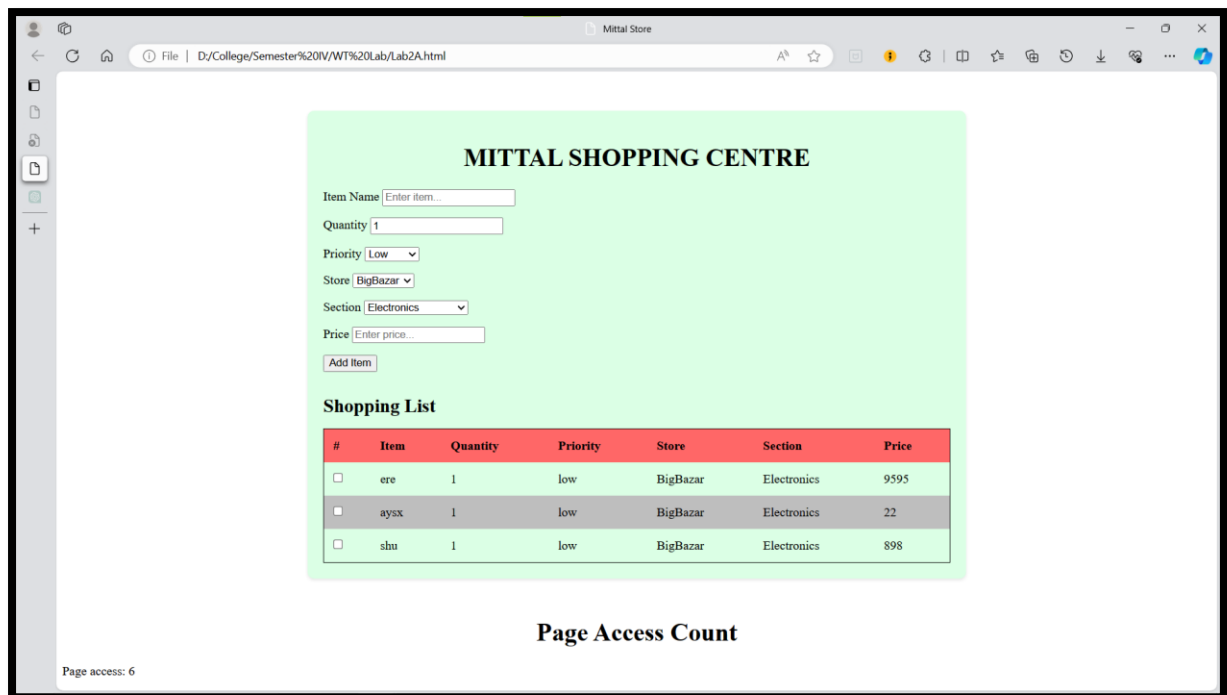 Mittal Store
File | D:/College/Semester%20IV/WT%20Lab/Lab2A.html
MITTAL SHOPPING CENTRE
Item Name Enter item...
Quantity 1
Priority Low
Store BigBazar
Section Electronics
Price Enter price...
Add Item
Shopping List
# Item Quantity Priority Store Section Price
ere 1 low BigBazar Electronics 9595
aysx 1 low BigBazar Electronics 22
shu 1 low BigBazar Electronics 898
Page Access Count
Page access: 6